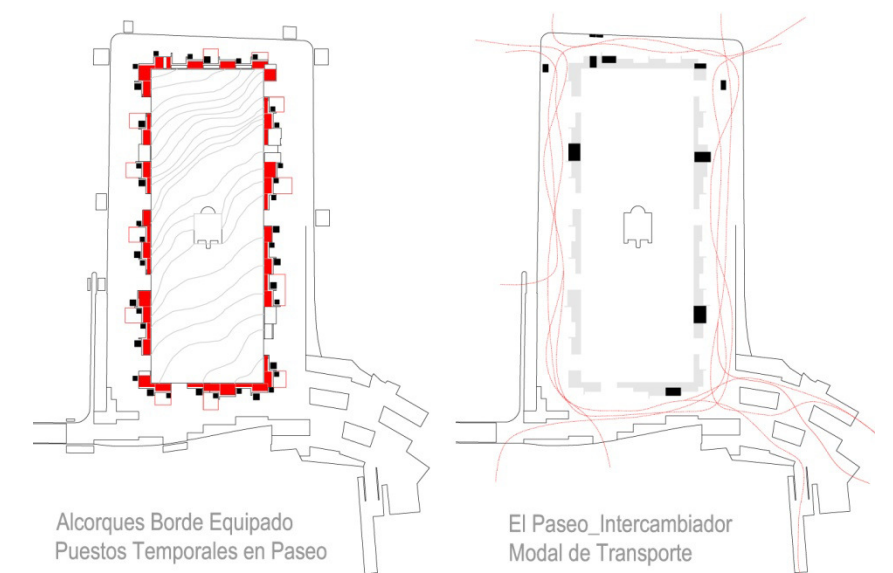 Alcorques Borde Equipado
Puestos Temporales en Paseo
El Paseo_Intercambiador
Modal de Transporte